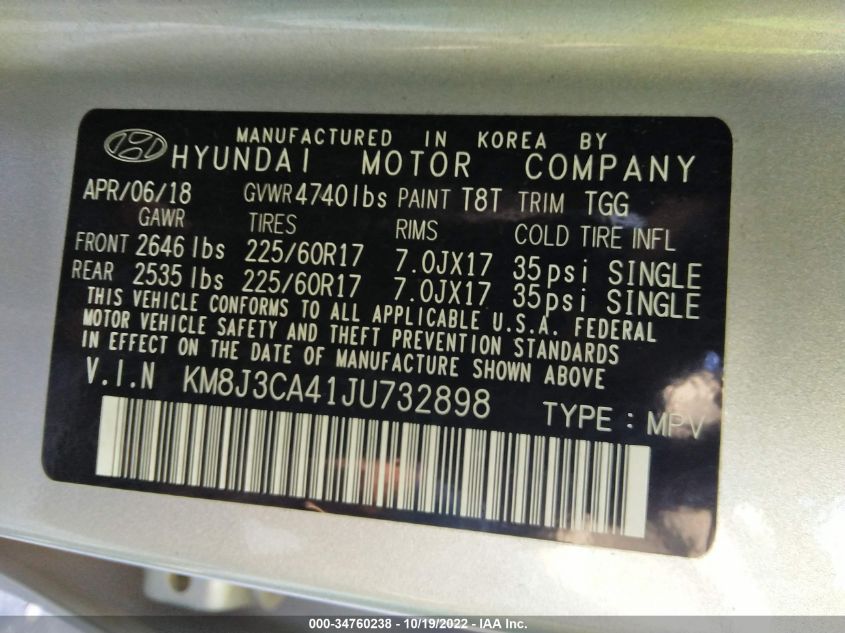 MANUFACTURED IN KOREA BY
HYUNDAI MOTOR COMPANY
APR/06/18 GVWR 4740lbs PAINT T8T TRIM TGG
GAWR TIRES RIMS COLD TIRE INFL
FRONT 2646 lbs 225/60R17 7.0JX17 35psi SINGLE
REAR 2535 lbs 225/60R17 7.0JX17 35psi SINGLE
THIS VEHICLE CONFORMS TO ALL APPLICABLE U.S.A. FEDERAL
MOTOR VEHICLE SAFETY AND THEFT PREVENTION STANDARDS
IN EFFECT ON THE DATE OF MANUFACTURE SHOWN ABOVE
V.I.N KM8J3CA41JU732898 TYPE : MPV
000-34760238 - 10/19/2022 - IAA Inc.